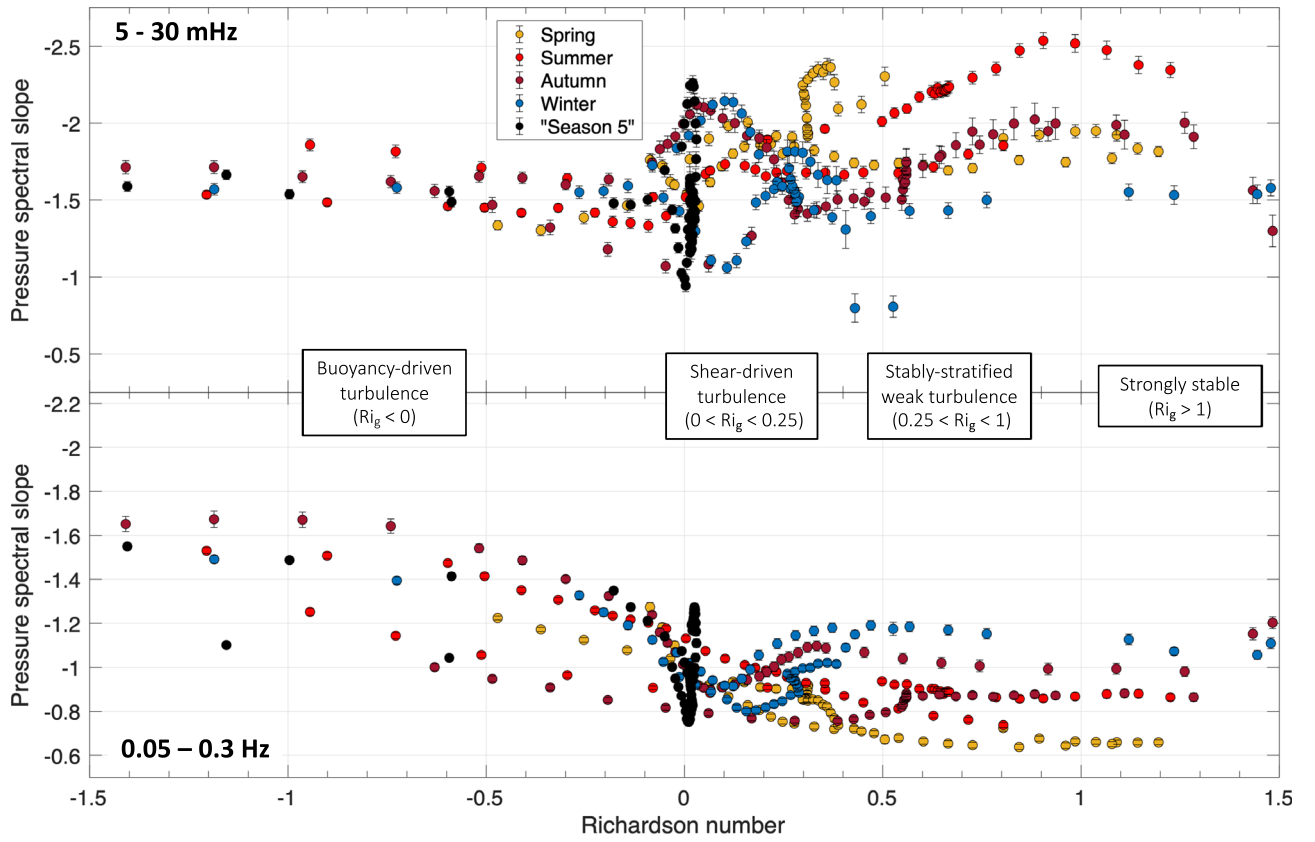 5 - 30 mHz
Spring
Summer
Autumn
Winter
"Season 5"
Pressure spectral slope
-2.5
-2
-1.5
-1
-0.5
Buoyancy-driven
turbulence
(Rig < 0)
Shear-driven
turbulence
(0 < Rig < 0.25)
Stably-stratified
weak turbulence
(0.25 < Rig < 1)
Strongly stable
(Rig > 1)
Pressure spectral slope
-2.2
-2
-1.8
-1.6
-1.4
-1.2
-1
-0.8
-0.6
0.05 – 0.3 Hz
-1.5
-1
-0.5
0
0.5
1
1.5
Richardson number